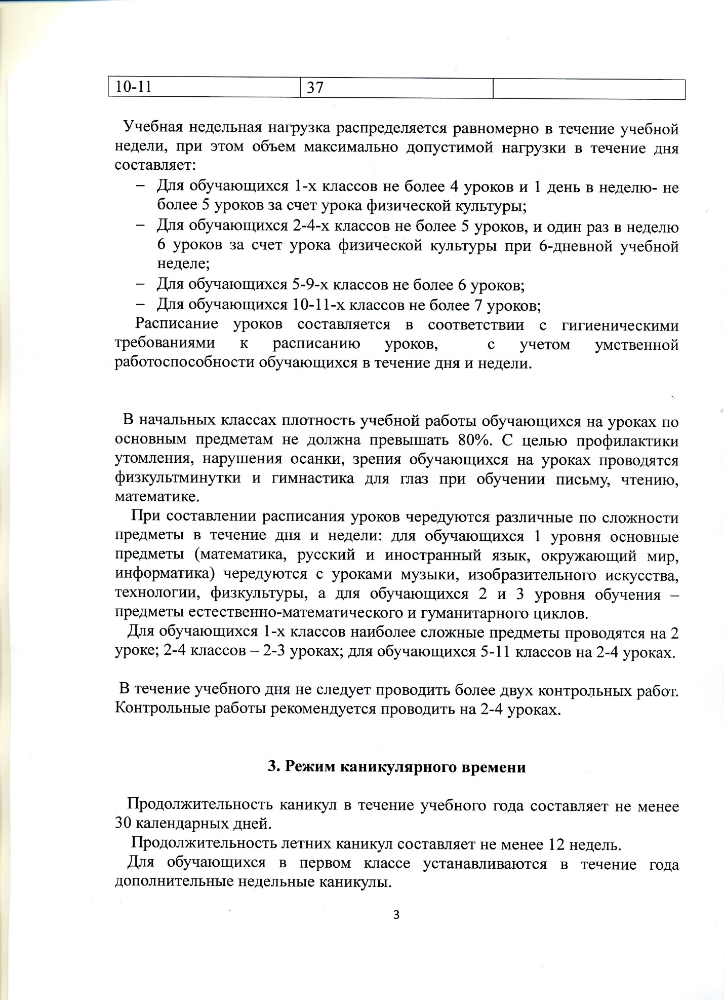 10-11 37
Учебная недельная нагрузка распределяется равномерно в течение учебной
недели, при этом объем максимально допустимой нагрузки в течение дня
составляет:
− Для обучающихся 1-х классов не более 4 уроков и 1 день в неделю- не
более 5 уроков за счет урока физической культуры;
− Для обучающихся 2-4-х классов не более 5 уроков, и один раз в неделю
6 уроков за счет урока физической культуры при 6-дневной учебной
неделе;
− Для обучающихся 5-9-х классов не более 6 уроков;
− Для обучающихся 10-11-х классов не более 7 уроков;
Расписание уроков составляется в соответствии с гигиеническими
требованиями к расписанию уроков, с учетом умственной
работоспособности обучающихся в течение дня и недели.
В начальных классах плотность учебной работы обучающихся на уроках по
основным предметам не должна превышать 80%. С целью профилактики
утомления, нарушения осанки, зрения обучающихся на уроках проводятся
физкультминутки и гимнастика для глаз при обучении письму, чтению,
математике.
При составлении расписания уроков чередуются различные по сложности
предметы в течение дня и недели: для обучающихся 1 уровня основные
предметы (математика, русский и иностранный язык, окружающий мир,
информатика) чередуются с уроками музыки, изобразительного искусства,
технологии, физкультуры, а для обучающихся 2 и 3 уровня обучения –
предметы естественно-математического и гуманитарного циклов.
Для обучающихся 1-х классов наиболее сложные предметы проводятся на 2
уроке; 2-4 классов – 2-3 уроках; для обучающихся 5-11 классов на 2-4 уроках.
В течение учебного дня не следует проводить более двух контрольных работ.
Контрольные работы рекомендуется проводить на 2-4 уроках.
3. Режим каникулярного времени
Продолжительность каникул в течение учебного года составляет не менее
30 календарных дней.
Продолжительность летних каникул составляет не менее 12 недель.
Для обучающихся в первом классе устанавливаются в течение года
дополнительные недельные каникулы.
3